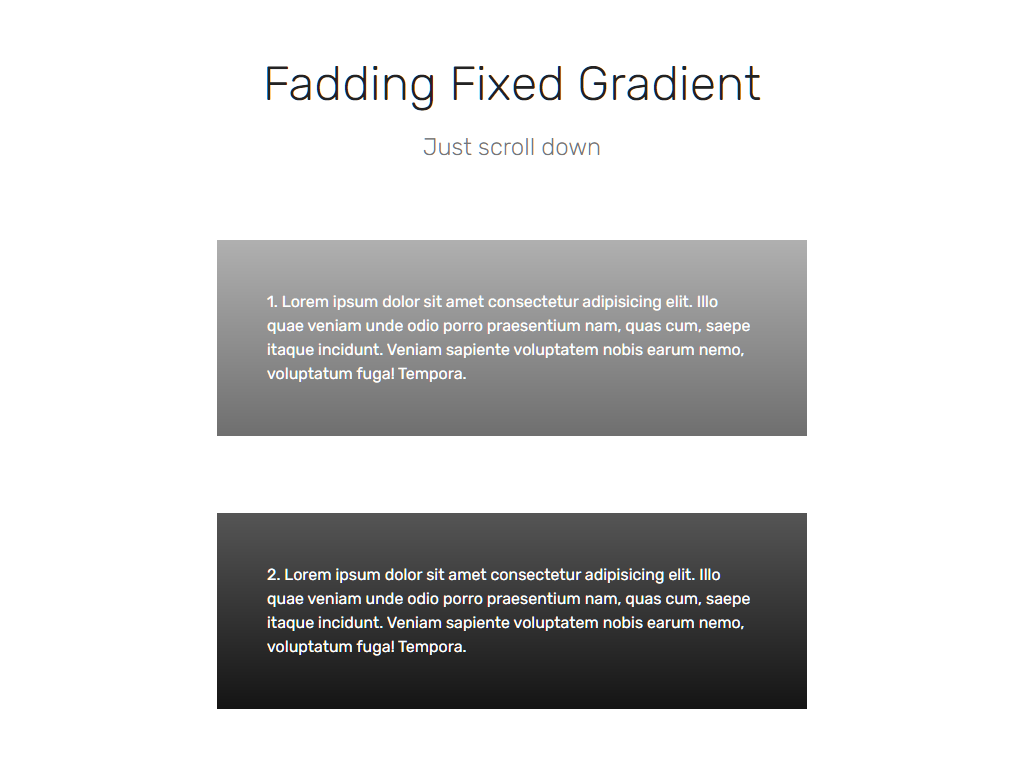 Fadding Fixed Gradient
Just scroll down
1. Lorem ipsum dolor sit amet consectetur adipisicing elit. Illo
quae veniam unde odio porro praesentium nam, quas cum, saepe
itaque incidunt. Veniam sapiente voluptatem nobis earum nemo,
voluptatum fuga! Tempora.
2. Lorem ipsum dolor sit amet consectetur adipisicing elit. Illo
quae veniam unde odio porro praesentium nam, quas cum, saepe
itaque incidunt. Veniam sapiente voluptatem nobis earum nemo,
voluptatum fuga! Tempora.